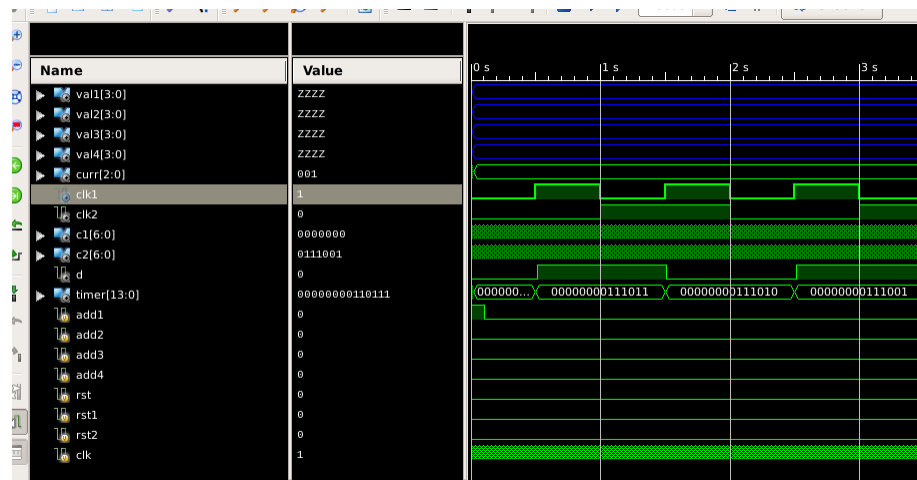 Name Value
0 s 1 s 2 s 3 s
val1[3:0] ZZZZ
val2[3:0] ZZZZ
val3[3:0] ZZZZ
val4[3:0] ZZZZ
curr[2:0] 001
clk1 1
clk2 0
c1[6:0] 0000000
c2[6:0] 0111001
d 0
timer[13:0] 00000000110111 000000... 00000000111011 00000000111010 00000000111001
add1 0
add2 0
add3 0
add4 0
rst 0
rst1 0
rst2 0
clk 1